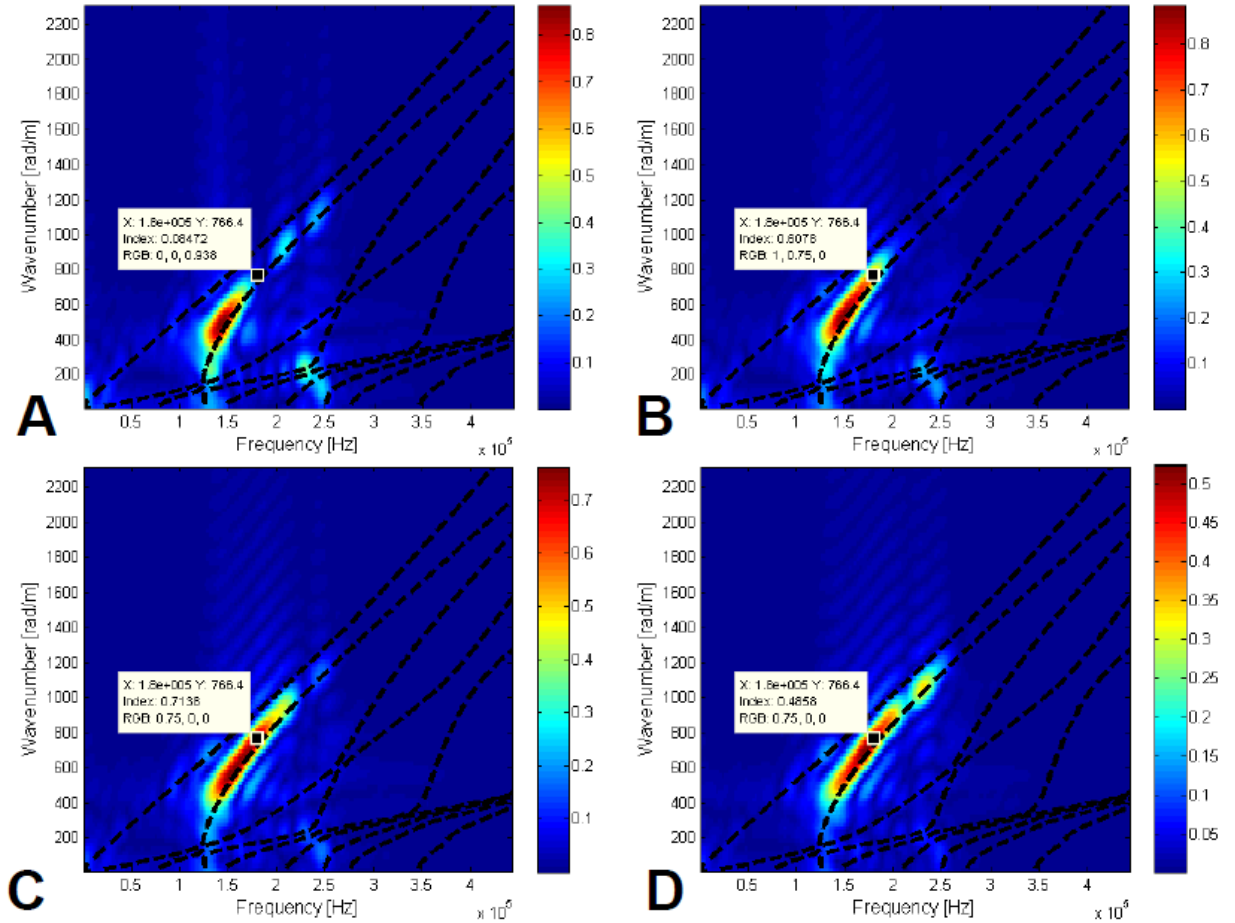 2200
2000
1800
1600
1400
1200
1000
800
600
400
200
Wavenumber [rad/m]
X: 1.8e+005 Y: 766.4
Index: 0.08472
RGB: 0, 0, 0.938
0.5 1 1.5 2 2.5 3 3.5 4
Frequency [Hz]
x 10^5
0.8
0.7
0.6
0.5
0.4
0.3
0.2
0.1
A
2200
2000
1800
1600
1400
1200
1000
800
600
400
200
Wavenumber [rad/m]
X: 1.8e+005 Y: 766.4
Index: 0.6078
RGB: 1, 0.75, 0
0.5 1 1.5 2 2.5 3 3.5 4
Frequency [Hz]
x 10^5
0.8
0.7
0.6
0.5
0.4
0.3
0.2
0.1
B
2200
2000
1800
1600
1400
1200
1000
800
600
400
200
Wavenumber [rad/m]
X: 1.8e+005 Y: 766.4
Index: 0.7138
RGB: 0.75, 0, 0
0.5 1 1.5 2 2.5 3 3.5 4
Frequency [Hz]
x 10^5
0.7
0.6
0.5
0.4
0.3
0.2
0.1
C
2200
2000
1800
1600
1400
1200
1000
800
600
400
200
Wavenumber [rad/m]
X: 1.8e+005 Y: 766.4
Index: 0.4858
RGB: 0.75, 0, 0
0.5 1 1.5 2 2.5 3 3.5 4
Frequency [Hz]
x 10^5
0.5
0.45
0.4
0.35
0.3
0.25
0.2
0.15
0.1
0.05
D